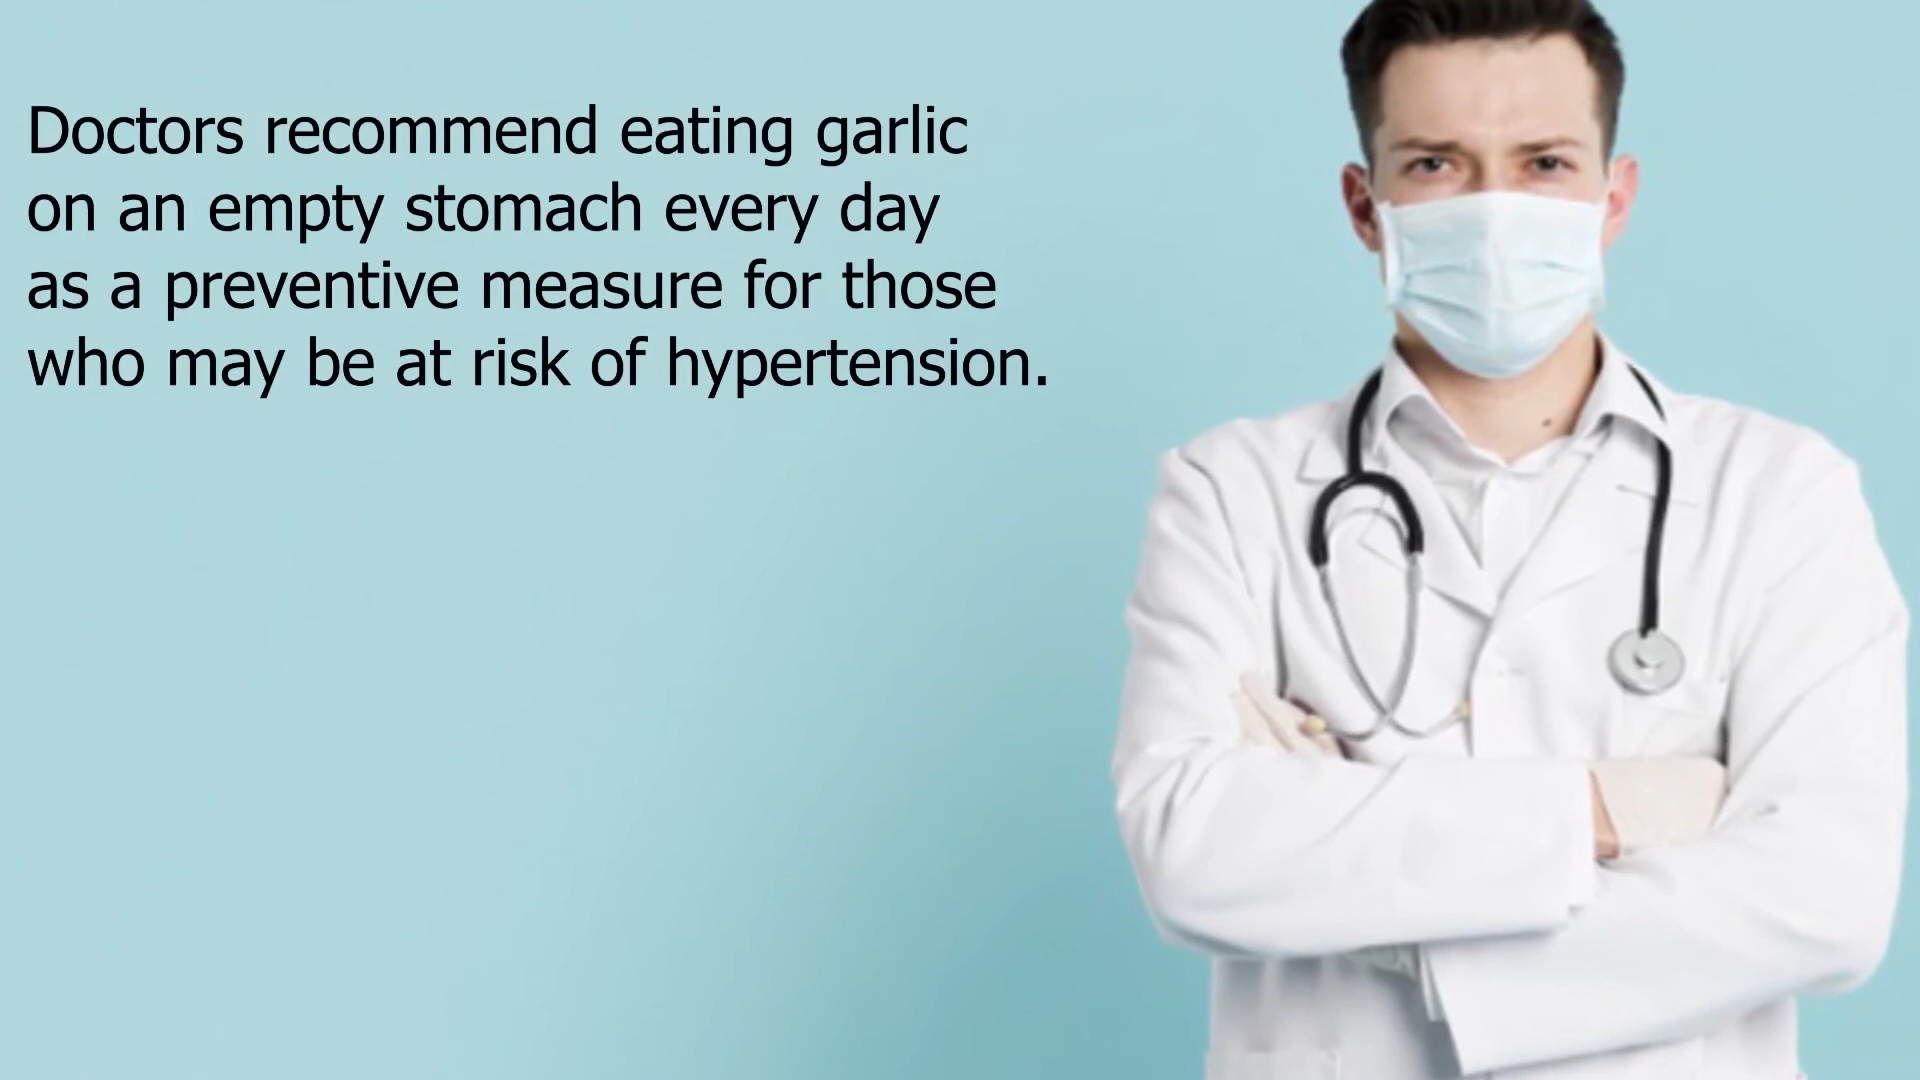 Doctors recommend eating garlic
on an empty stomach every day
as a preventive measure for those
who may be at risk of hypertension.